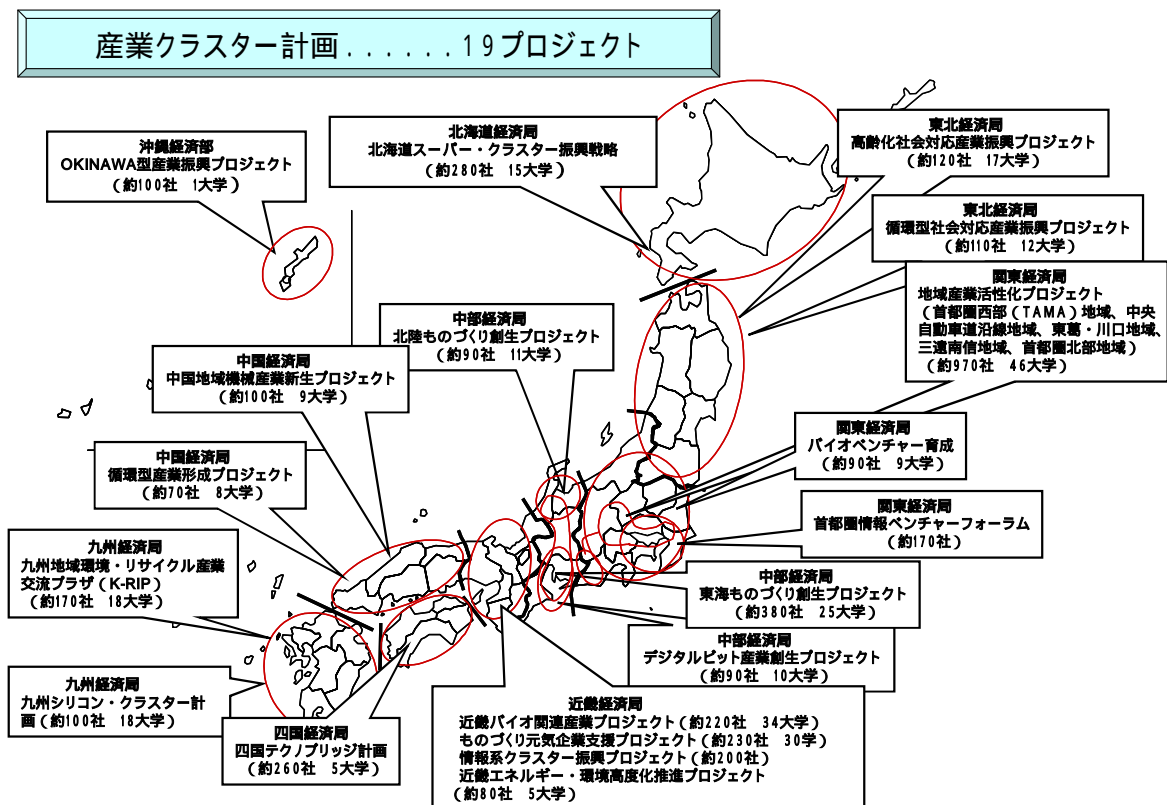 産業クラスター計画......19プロジェクト
沖縄経済部
OKINAWA型産業振興プロジェクト
(約100社 1大学)
北海道経済局
北海道スーパー・クラスター振興戦略
(約280社 15大学)
東北経済局
高齢化社会対応産業振興プロジェクト
(約120社 17大学)
東北経済局
循環型社会対応産業振興プロジェクト
(約110社 12大学)
関東経済局
地域産業活性化プロジェクト
(首都圏西部(TAMA)地域、中央
自動車道沿線地域、東葛・川口地域、
三遠南信地域、首都圏北部地域)
(約970社 46大学)
中部経済局
北陸ものづくり創生プロジェクト
(約90社 11大学)
中国経済局
中国地域機械産業新生プロジェクト
(約100社 9大学)
関東経済局
バイオベンチャー育成
(約90社 9大学)
中国経済局
循環型産業形成プロジェクト
(約70社 8大学)
関東経済局
首都圏情報ベンチャーフォーラム
(約170社)
九州経済局
九州地域環境・リサイクル産業
交流プラザ(K-RIP)
(約170社 18大学)
中部経済局
東海ものづくり創生プロジェクト
(約380社 25大学)
中部経済局
デジタルビット産業創生プロジェクト
(約90社 10大学)
九州経済局
九州シリコン・クラスター計
画(約100社 18大学)
四国経済局
四国テクノブリッジ計画
(約260社 5大学)
近畿経済局
近畿バイオ関連産業プロジェクト(約220社 34大学)
ものづくり元気企業支援プロジェクト(約230社 30学)
情報系クラスター振興プロジェクト(約200社)
近畿エネルギー・環境高度化推進プロジェクト
(約80社 5大学)